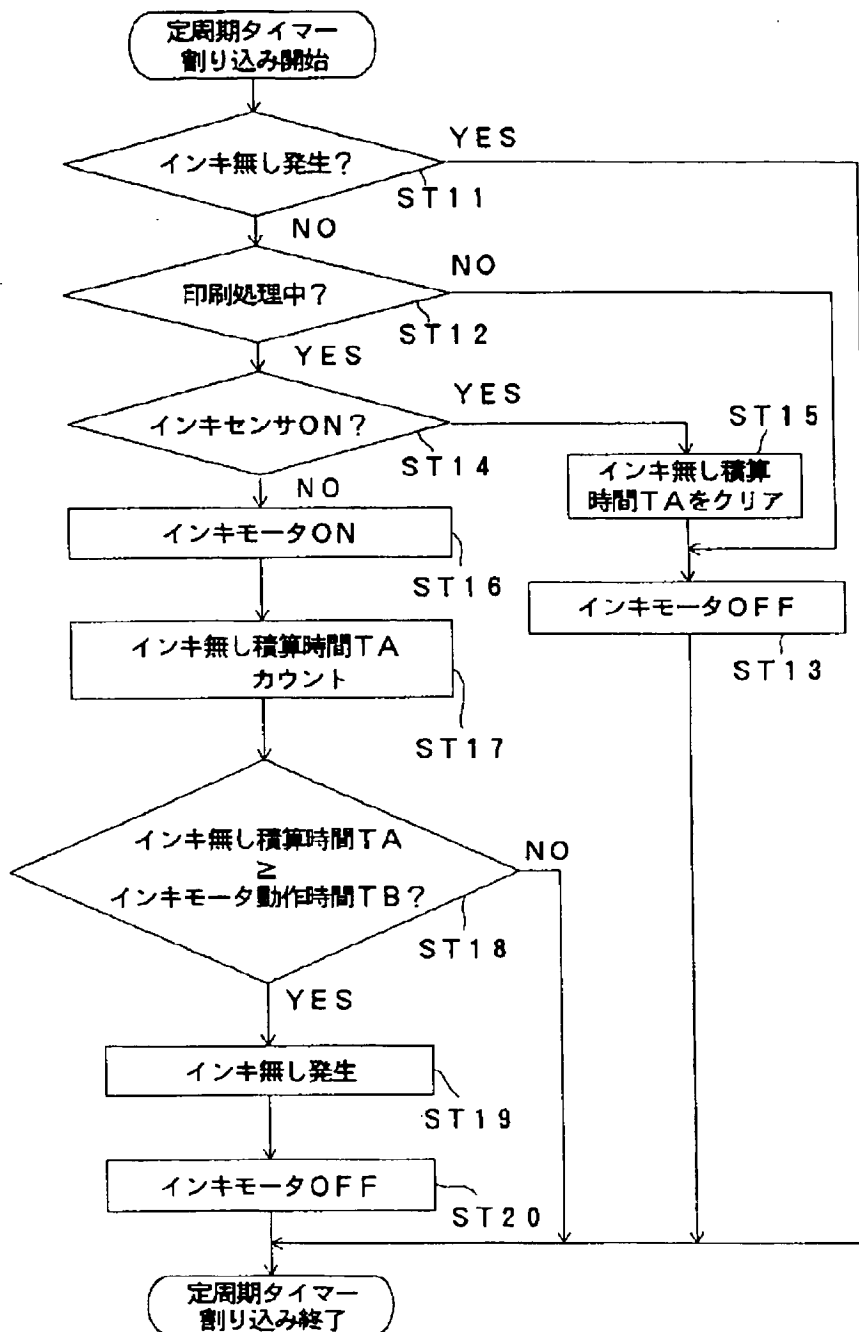 定周期タイマー
割り込み開始
インキ無し発生?
YES
ST11
NO
印刷処理中?
NO
ST12
YES
インキセンサON?
YES
ST14
NO
ST15
インキ無し積算
時間TAをクリア
インキモータON
ST16
インキモータOFF
ST13
インキ無し積算時間TA
カウント
ST17
インキ無し積算時間TA
≧
インキモータ動作時間TB?
NO
ST18
YES
インキ無し発生
ST19
インキモータOFF
ST20
定周期タイマー
割り込み終了